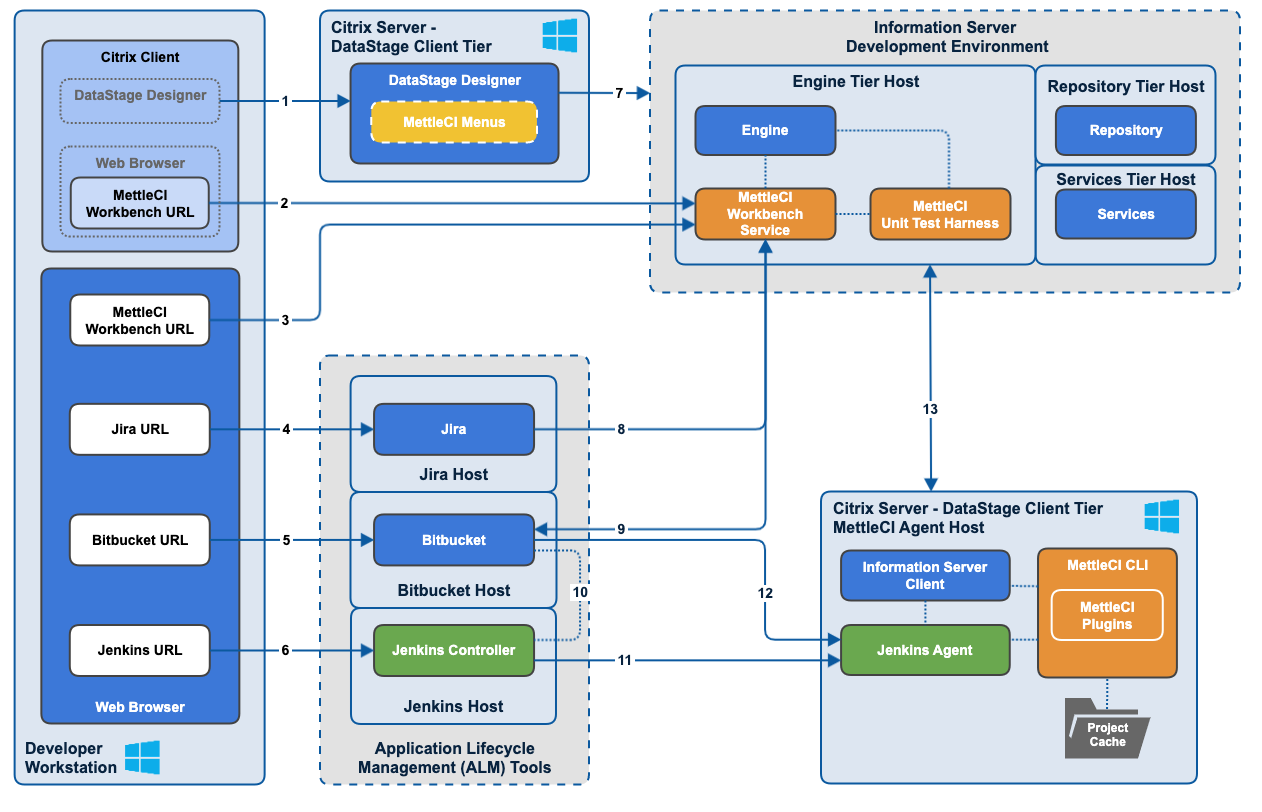 Citrix Client
DataStage Designer
Web Browser
MettleCI
Workbench URL
MettleCI
Workbench URL
Jira URL
Bitbucket URL
Jenkins URL
Web Browser
Developer
Workstation
1
2
3
4
5
6
Citrix Server -
DataStage Client Tier
DataStage Designer
MettleCI Menus
7
Information Server
Development Environment
Engine Tier Host
Engine
MettleCI
Workbench
Service
MettleCI
Unit Test Harness
Repository Tier Host
Repository
Services Tier Host
Services
Jira
Jira Host
Bitbucket
Bitbucket Host
Jenkins Controller
Jenkins Host
Application Lifecycle
Management (ALM) Tools
8
9
10
11
12
13
Citrix Server - DataStage Client Tier
MettleCI Agent Host
Information Server
Client
Jenkins Agent
MettleCI CLI
MettleCI
Plugins
Project
Cache